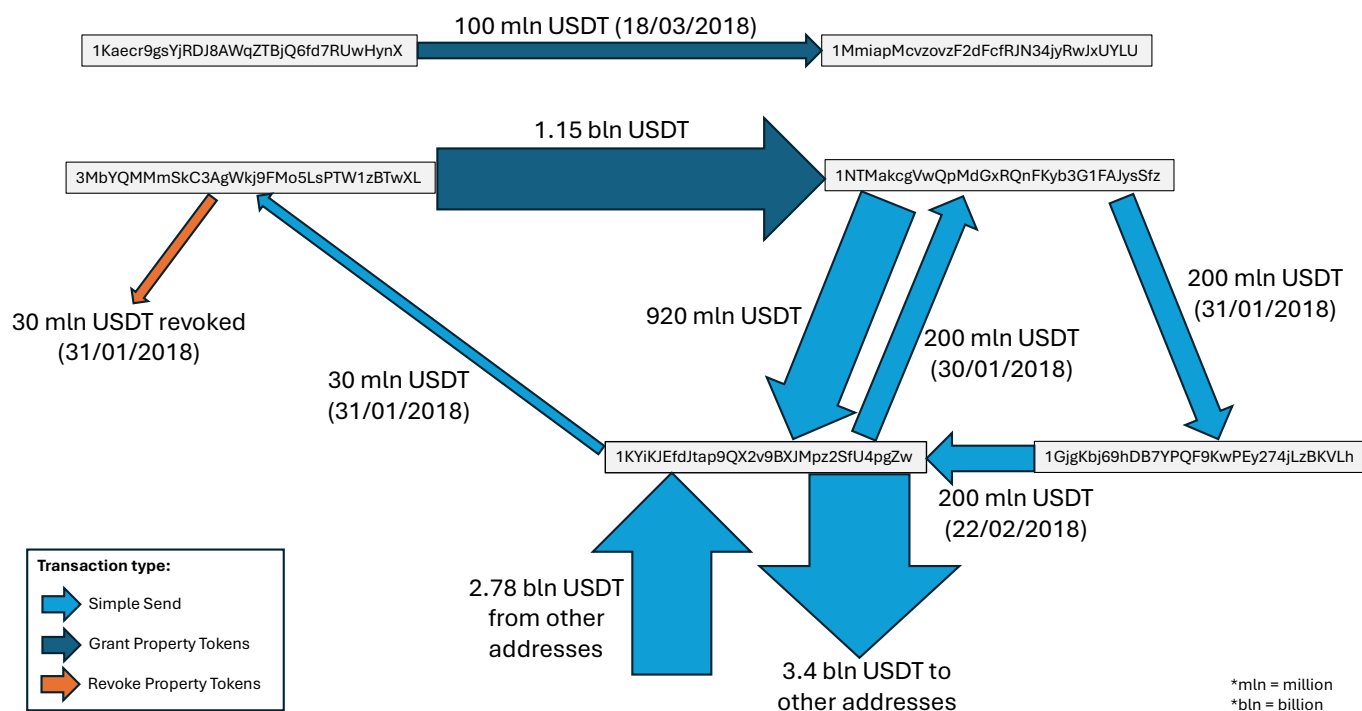 100 mln USDT (18/03/2018)
1Kaecr9gsYjRDJ8AWqZTBjQ6fd7RUwHynX
1MmiapMcvzovzF2dFcfRJN34jyRwJxUYLU
1.15 bln USDT
3MbYQMMmSkC3AgWkj9FMo5LsPTW1zBTwXL
1NTMakcgVwQpMdGxRQnFKyb3G1FAJysSfz
30 mln USDT revoked
(31/01/2018)
30 mln USDT
(31/01/2018)
920 mln USDT
200 mln USDT
(30/01/2018)
200 mln USDT
(31/01/2018)
1KYiKJEfdJtap9QX2v9BXJMpz2SfU4pgZw
1GjgKbj69hDB7YPQF9KwPEy274jLzBKVLh
200 mln USDT
(22/02/2018)
2.78 bln USDT
from other
addresses
3.4 bln USDT to
other addresses
Transaction type:
Simple Send
Grant Property Tokens
Revoke Property Tokens
*mln = million
*bln = billion